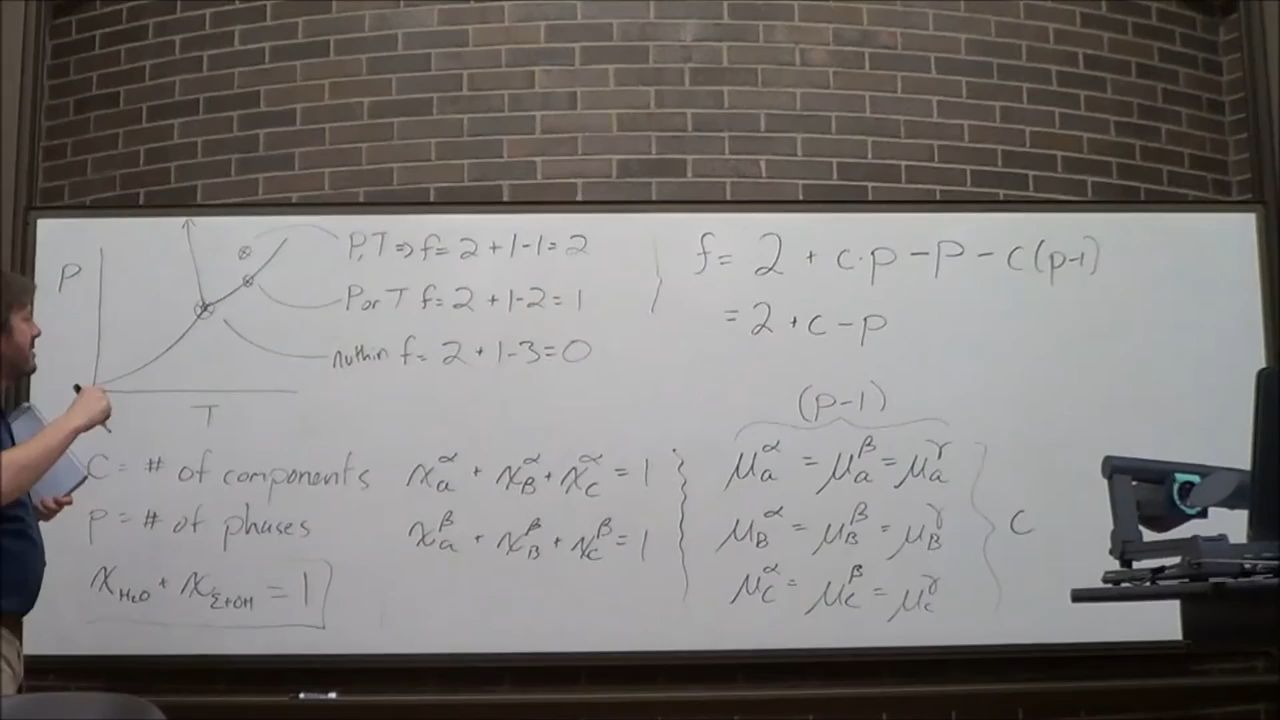 P
T
P,T ⇒ f = 2 + 1-1 = 2
P or T f = 2 + 1-2 = 1
nuthin f = 2 + 1-3 = 0
C = # of components
P = # of phases
x_H₂O + x_EtOH = 1
x_a^α + x_B^α + x_C^α = 1
x_a^β + x_B^β + x_C^β = 1
f = 2 + c·p - p - c(p-1)
= 2 + c - p
(p-1)
μ_a^α = μ_a^β = μ_a^γ
μ_B^α = μ_B^β = μ_B^γ
μ_C^α = μ_C^β = μ_C^γ
C